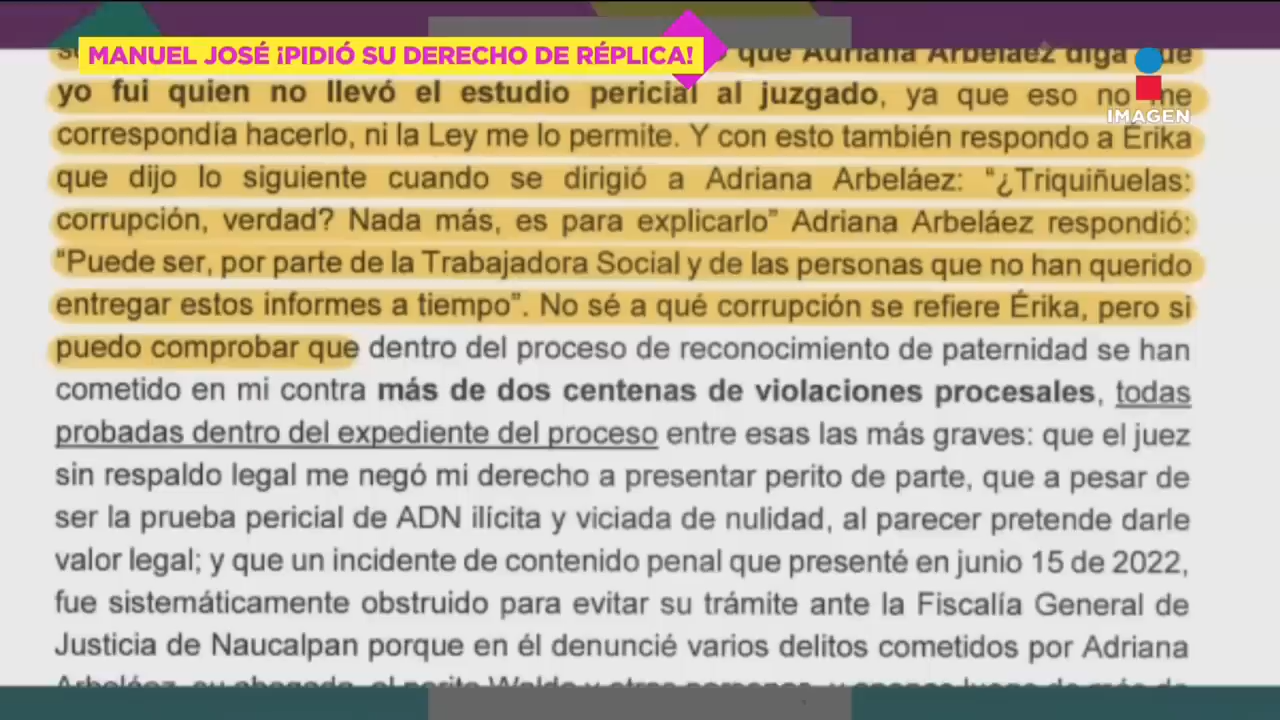 MANUEL JOSÉ ¡PIDIÓ SU DERECHO DE RÉPLICA!
que Adriana Arbeláez diga que
yo fui quien no llevó el estudio pericial al juzgado, ya que eso no me
IMAGEN
correspondía hacerlo, ni la Ley me lo permite. Y con esto también respondo a Érika
que dijo lo siguiente cuando se dirigió a Adriana Arbeláez: “¿Triquiñuelas:
corrupción, verdad? Nada más, es para explicarlo” Adriana Arbeláez respondió:
“Puede ser, por parte de la Trabajadora Social y de las personas que no han querido
entregar estos informes a tiempo”. No sé a qué corrupción se refiere Érika, pero si
puedo comprobar que dentro del proceso de reconocimiento de paternidad se han
cometido en mi contra más de dos centenas de violaciones procesales, todas
probadas dentro del expediente del proceso entre esas las más graves: que el juez
sin respaldo legal me negó mi derecho a presentar perito de parte, que a pesar de
ser la prueba pericial de ADN ilícita y viciada de nulidad, al parecer pretende darle
valor legal; y que un incidente de contenido penal que presenté en junio 15 de 2022,
fue sistemáticamente obstruido para evitar su trámite ante la Fiscalía General de
Justicia de Naucalpan porque en él denuncié varios delitos cometidos por Adriana